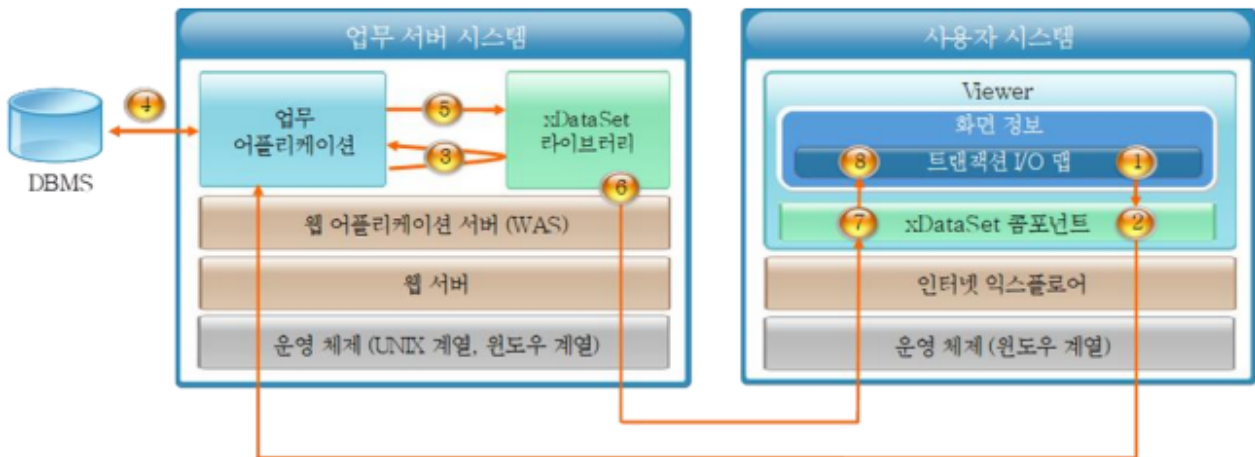 업무 서버 시스템
업무
어플리케이션
xDataSet
라이브러리
3
4
5
6
DBMS
웹 어플리케이션 서버 (WAS)
웹 서버
운영 체제 (UNIX 계열, 윈도우 계열)
사용자 시스템
Viewer
화면 정보
8
트랜잭션 I/O 맵
1
7
xDataSet 콤포넌트
2
인터넷 익스플로어
운영 체제 (윈도우 계열)